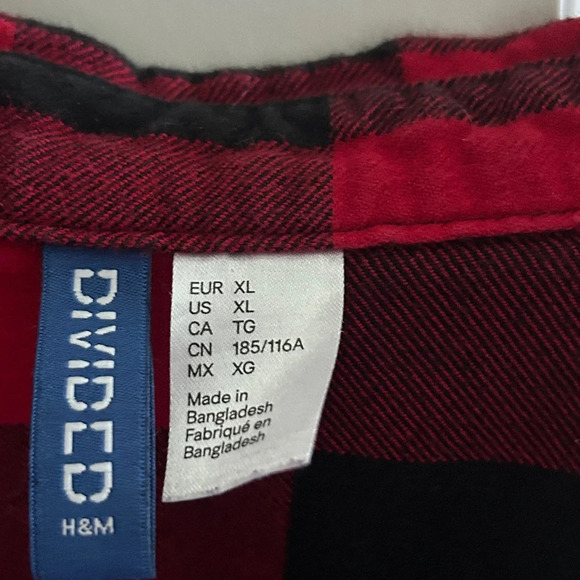 DIVIDED
H&M
EUR XL
US XL
CA TG
CN 185/116A
MX XG
Made in
Bangladesh
Fabriqué en
Bangladesh